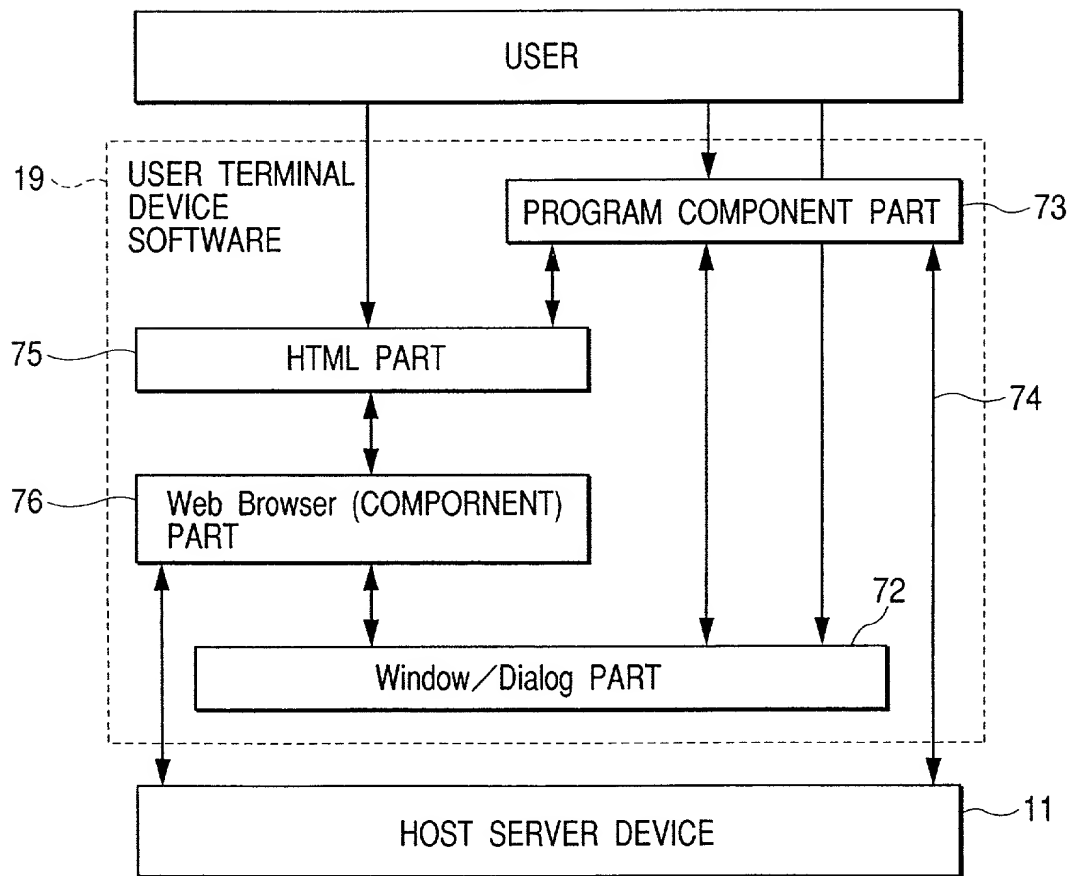 USER
19
USER TERMINAL
DEVICE
SOFTWARE
PROGRAM COMPONENT PART
73
75
HTML PART
74
76
Web Browser (COMPORNENT)
PART
72
Window/Dialog PART
11
HOST SERVER DEVICE